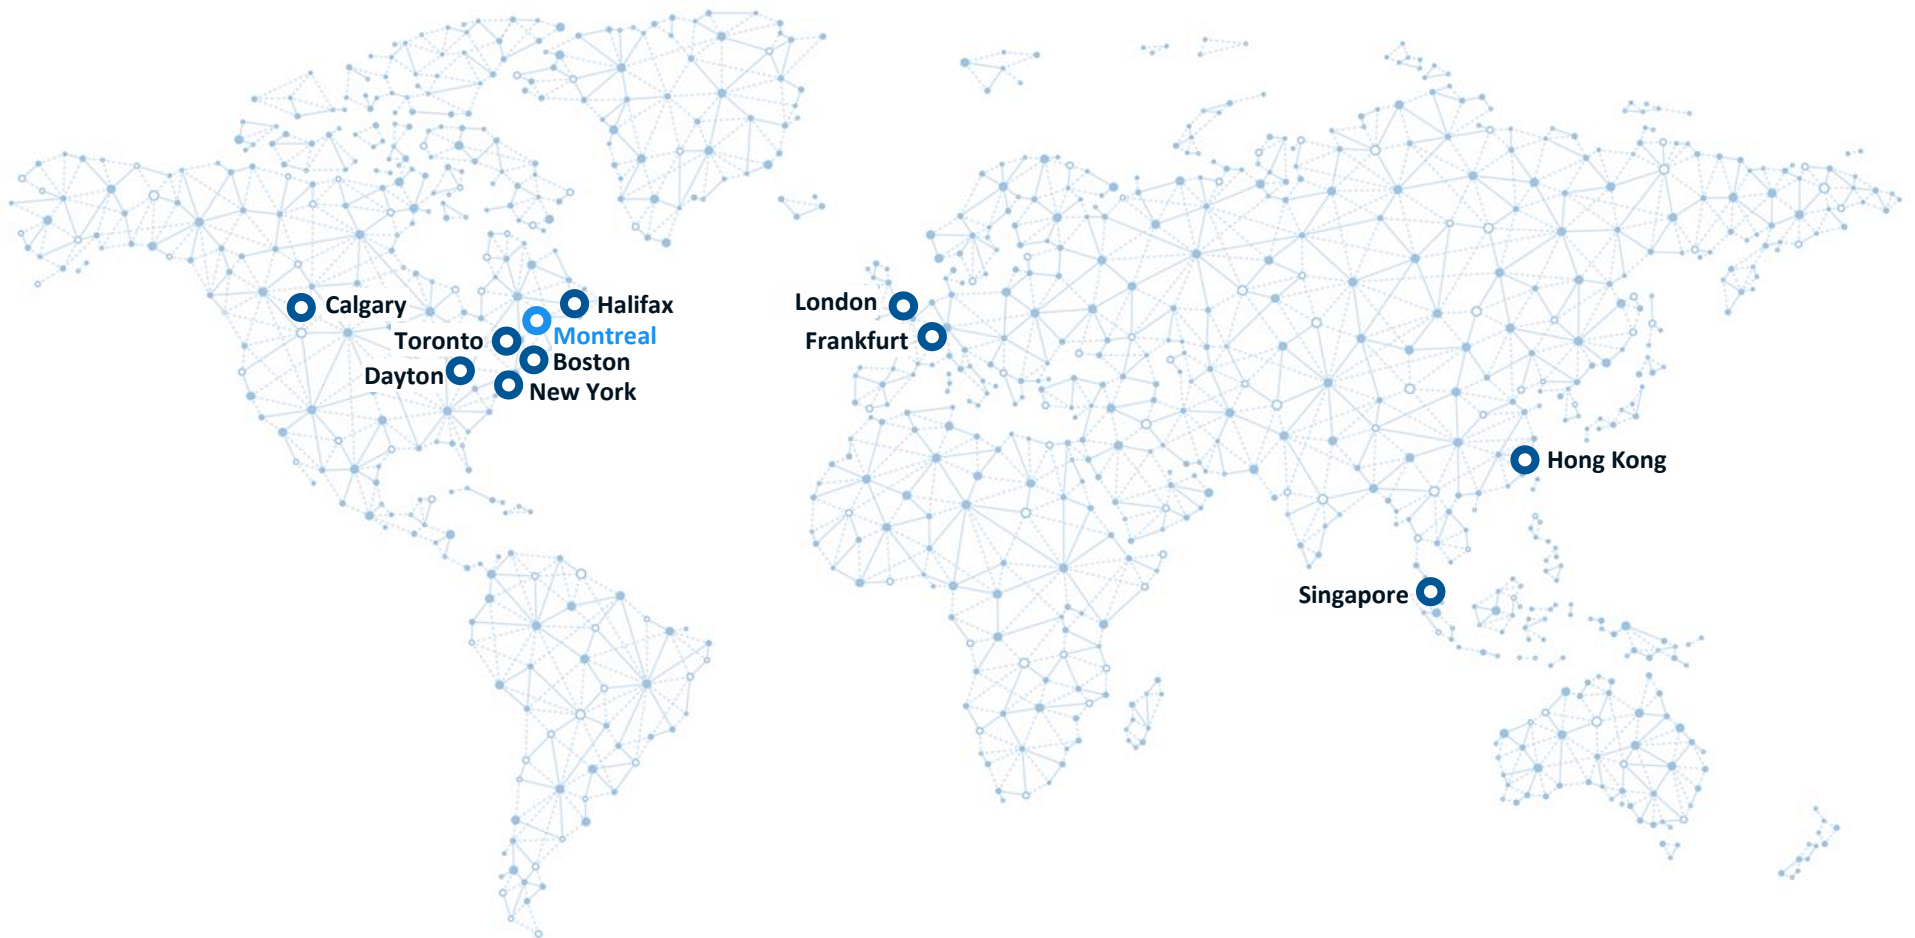 London
Halifax
Calgary
Montreal
Toronto
Frankfurt
Boston
Dayton
New York
Hong Kong
Singapore